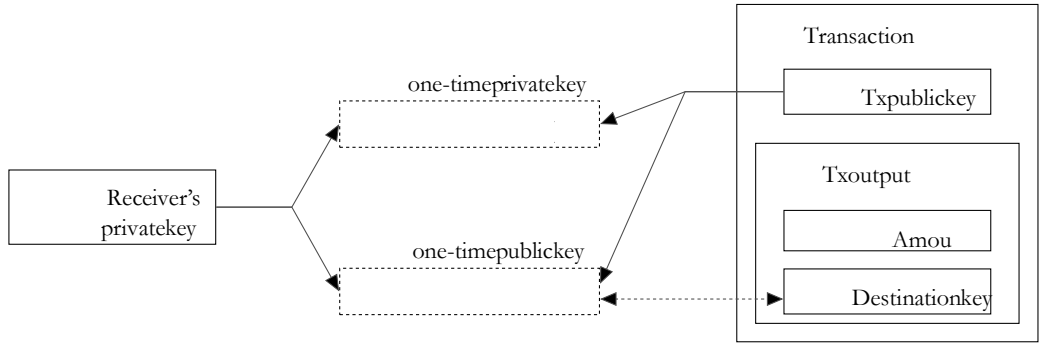 Transaction
one-timeprivatekey
Txpublickey
Receiver's
privatekey
Txoutput
Amou
one-timepublickey
Destinationkey